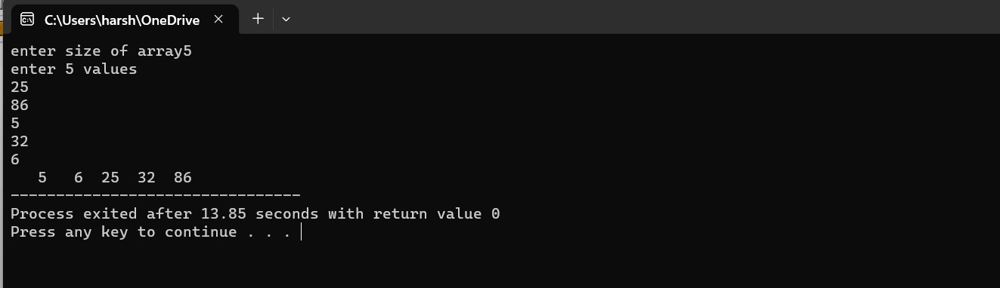 C:\Users\harsh\OneDrive
enter size of array5
enter 5 values
25
86
5
32
6
   5   6  25  32  86
--------------------------------
Process exited after 13.85 seconds with return value 0
Press any key to continue . . .